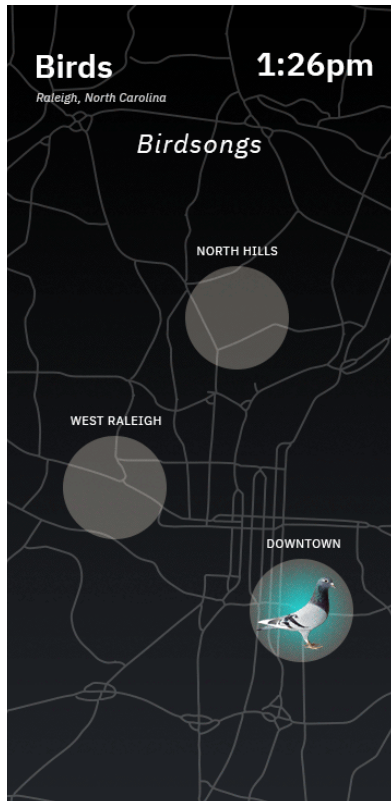 Birds
1:26pm
Raleigh, North Carolina
Birdsongs
NORTH HILLS
WEST RALEIGH
DOWNTOWN